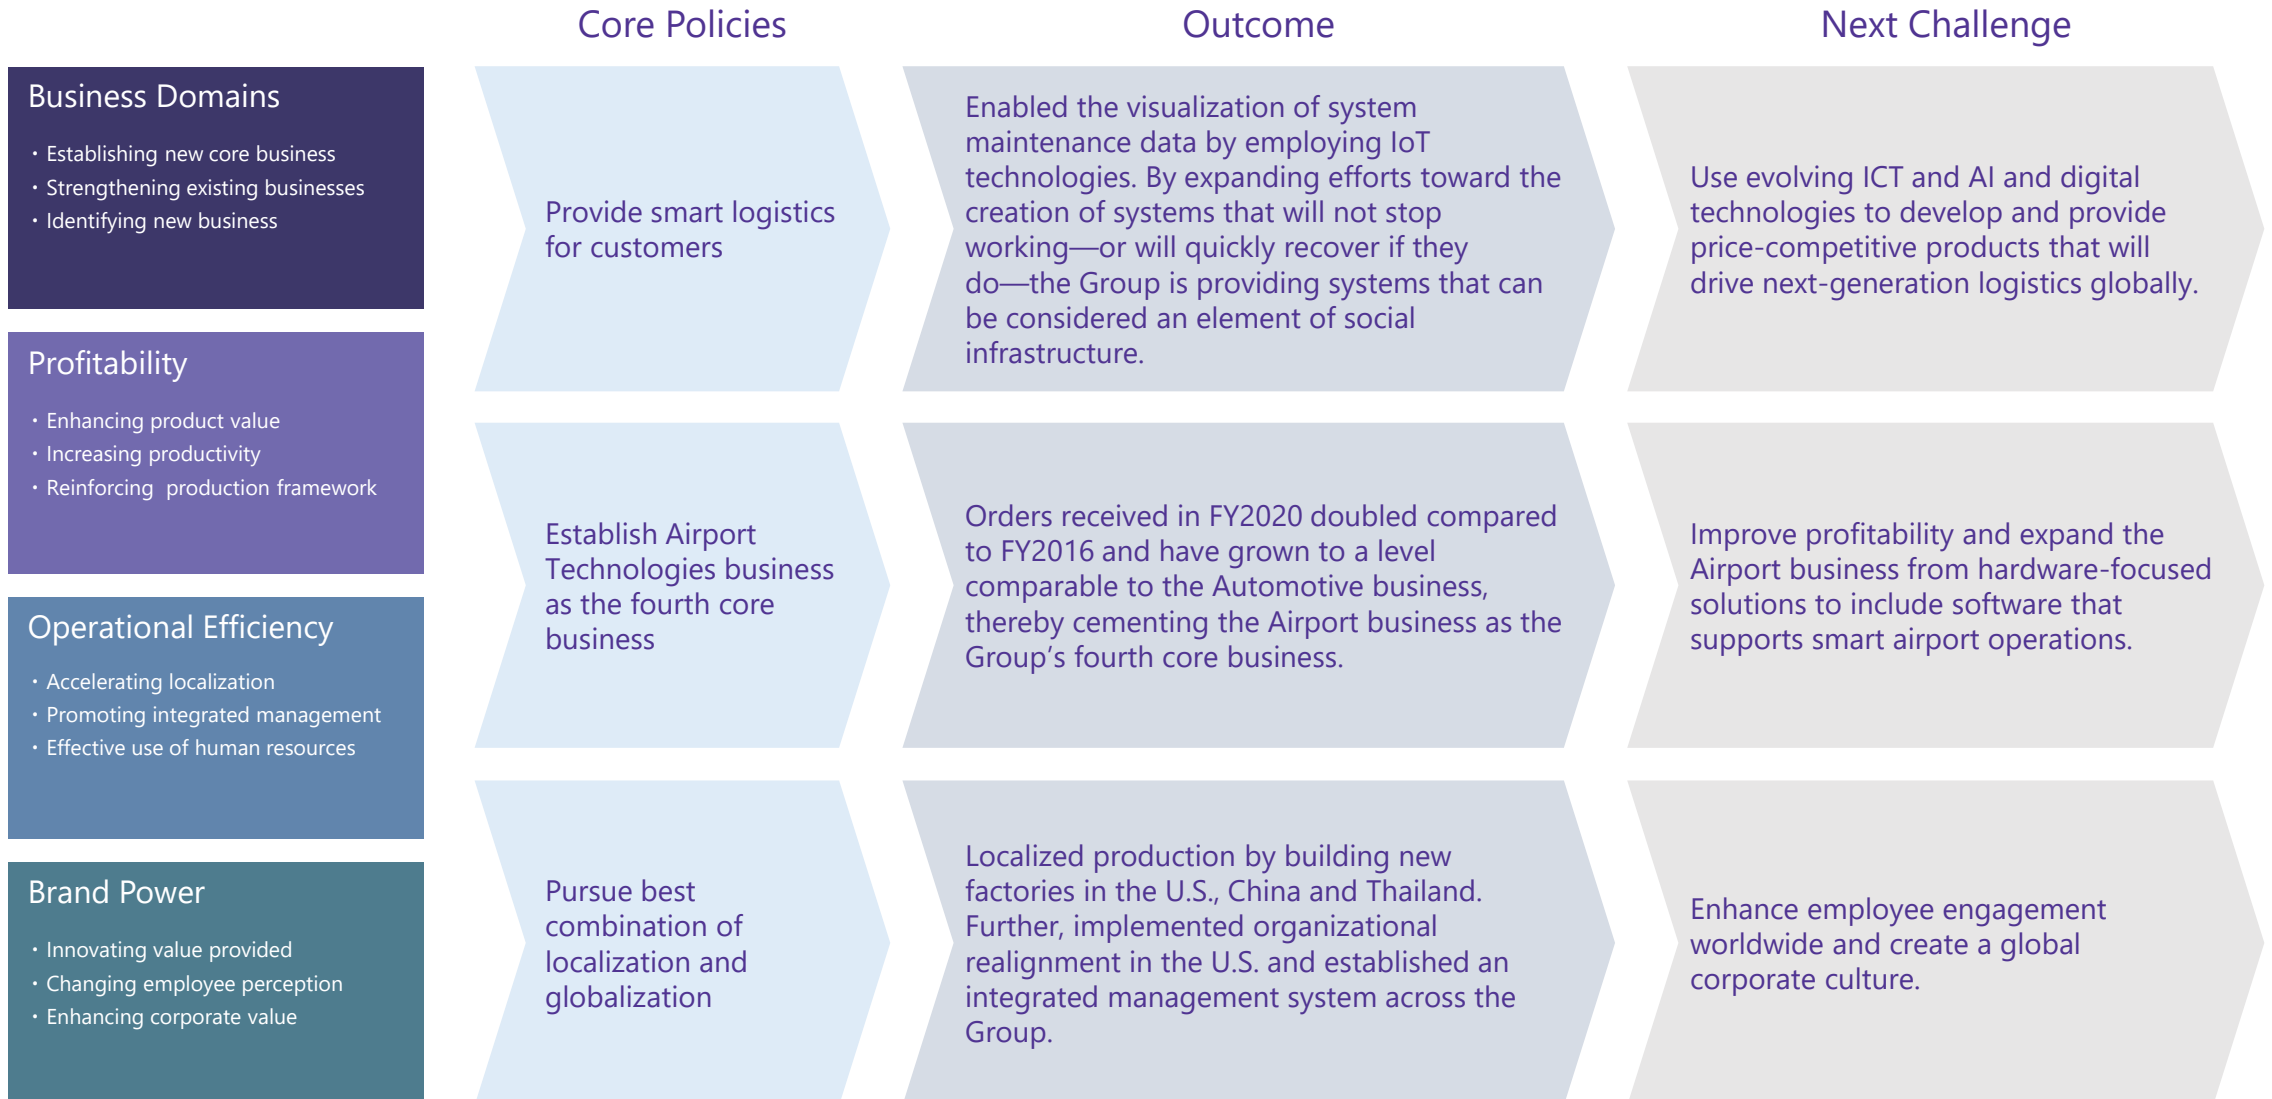 Core Policies
Outcome
Next Challenge
Business Domains
・Establishing new core business
・Strengthening existing businesses
・Identifying new business
Profitability
・Enhancing product value
・Increasing productivity
・Reinforcing  production framework
Operational Efficiency
・Accelerating localization
・Promoting integrated management
・Effective use of human resources
Brand Power
・Innovating value provided
・Changing employee perception
・Enhancing corporate value
Provide smart logistics
for customers
Enabled the visualization of system
maintenance data by employing IoT
technologies. By expanding efforts toward the
creation of systems that will not stop
working—or will quickly recover if they
do—the Group is providing systems that can
be considered an element of social
infrastructure.
Use evolving ICT and AI and digital
technologies to develop and provide
price-competitive products that will
drive next-generation logistics globally.
Establish Airport
Technologies business
as the fourth core
business
Orders received in FY2020 doubled compared
to FY2016 and have grown to a level
comparable to the Automotive business,
thereby cementing the Airport business as the
Group’s fourth core business.
Improve profitability and expand the
Airport business from hardware-focused
solutions to include software that
supports smart airport operations.
Pursue best
combination of
localization and
globalization
Localized production by building new
factories in the U.S., China and Thailand.
Further, implemented organizational
realignment in the U.S. and established an
integrated management system across the
Group.
Enhance employee engagement
worldwide and create a global
corporate culture.